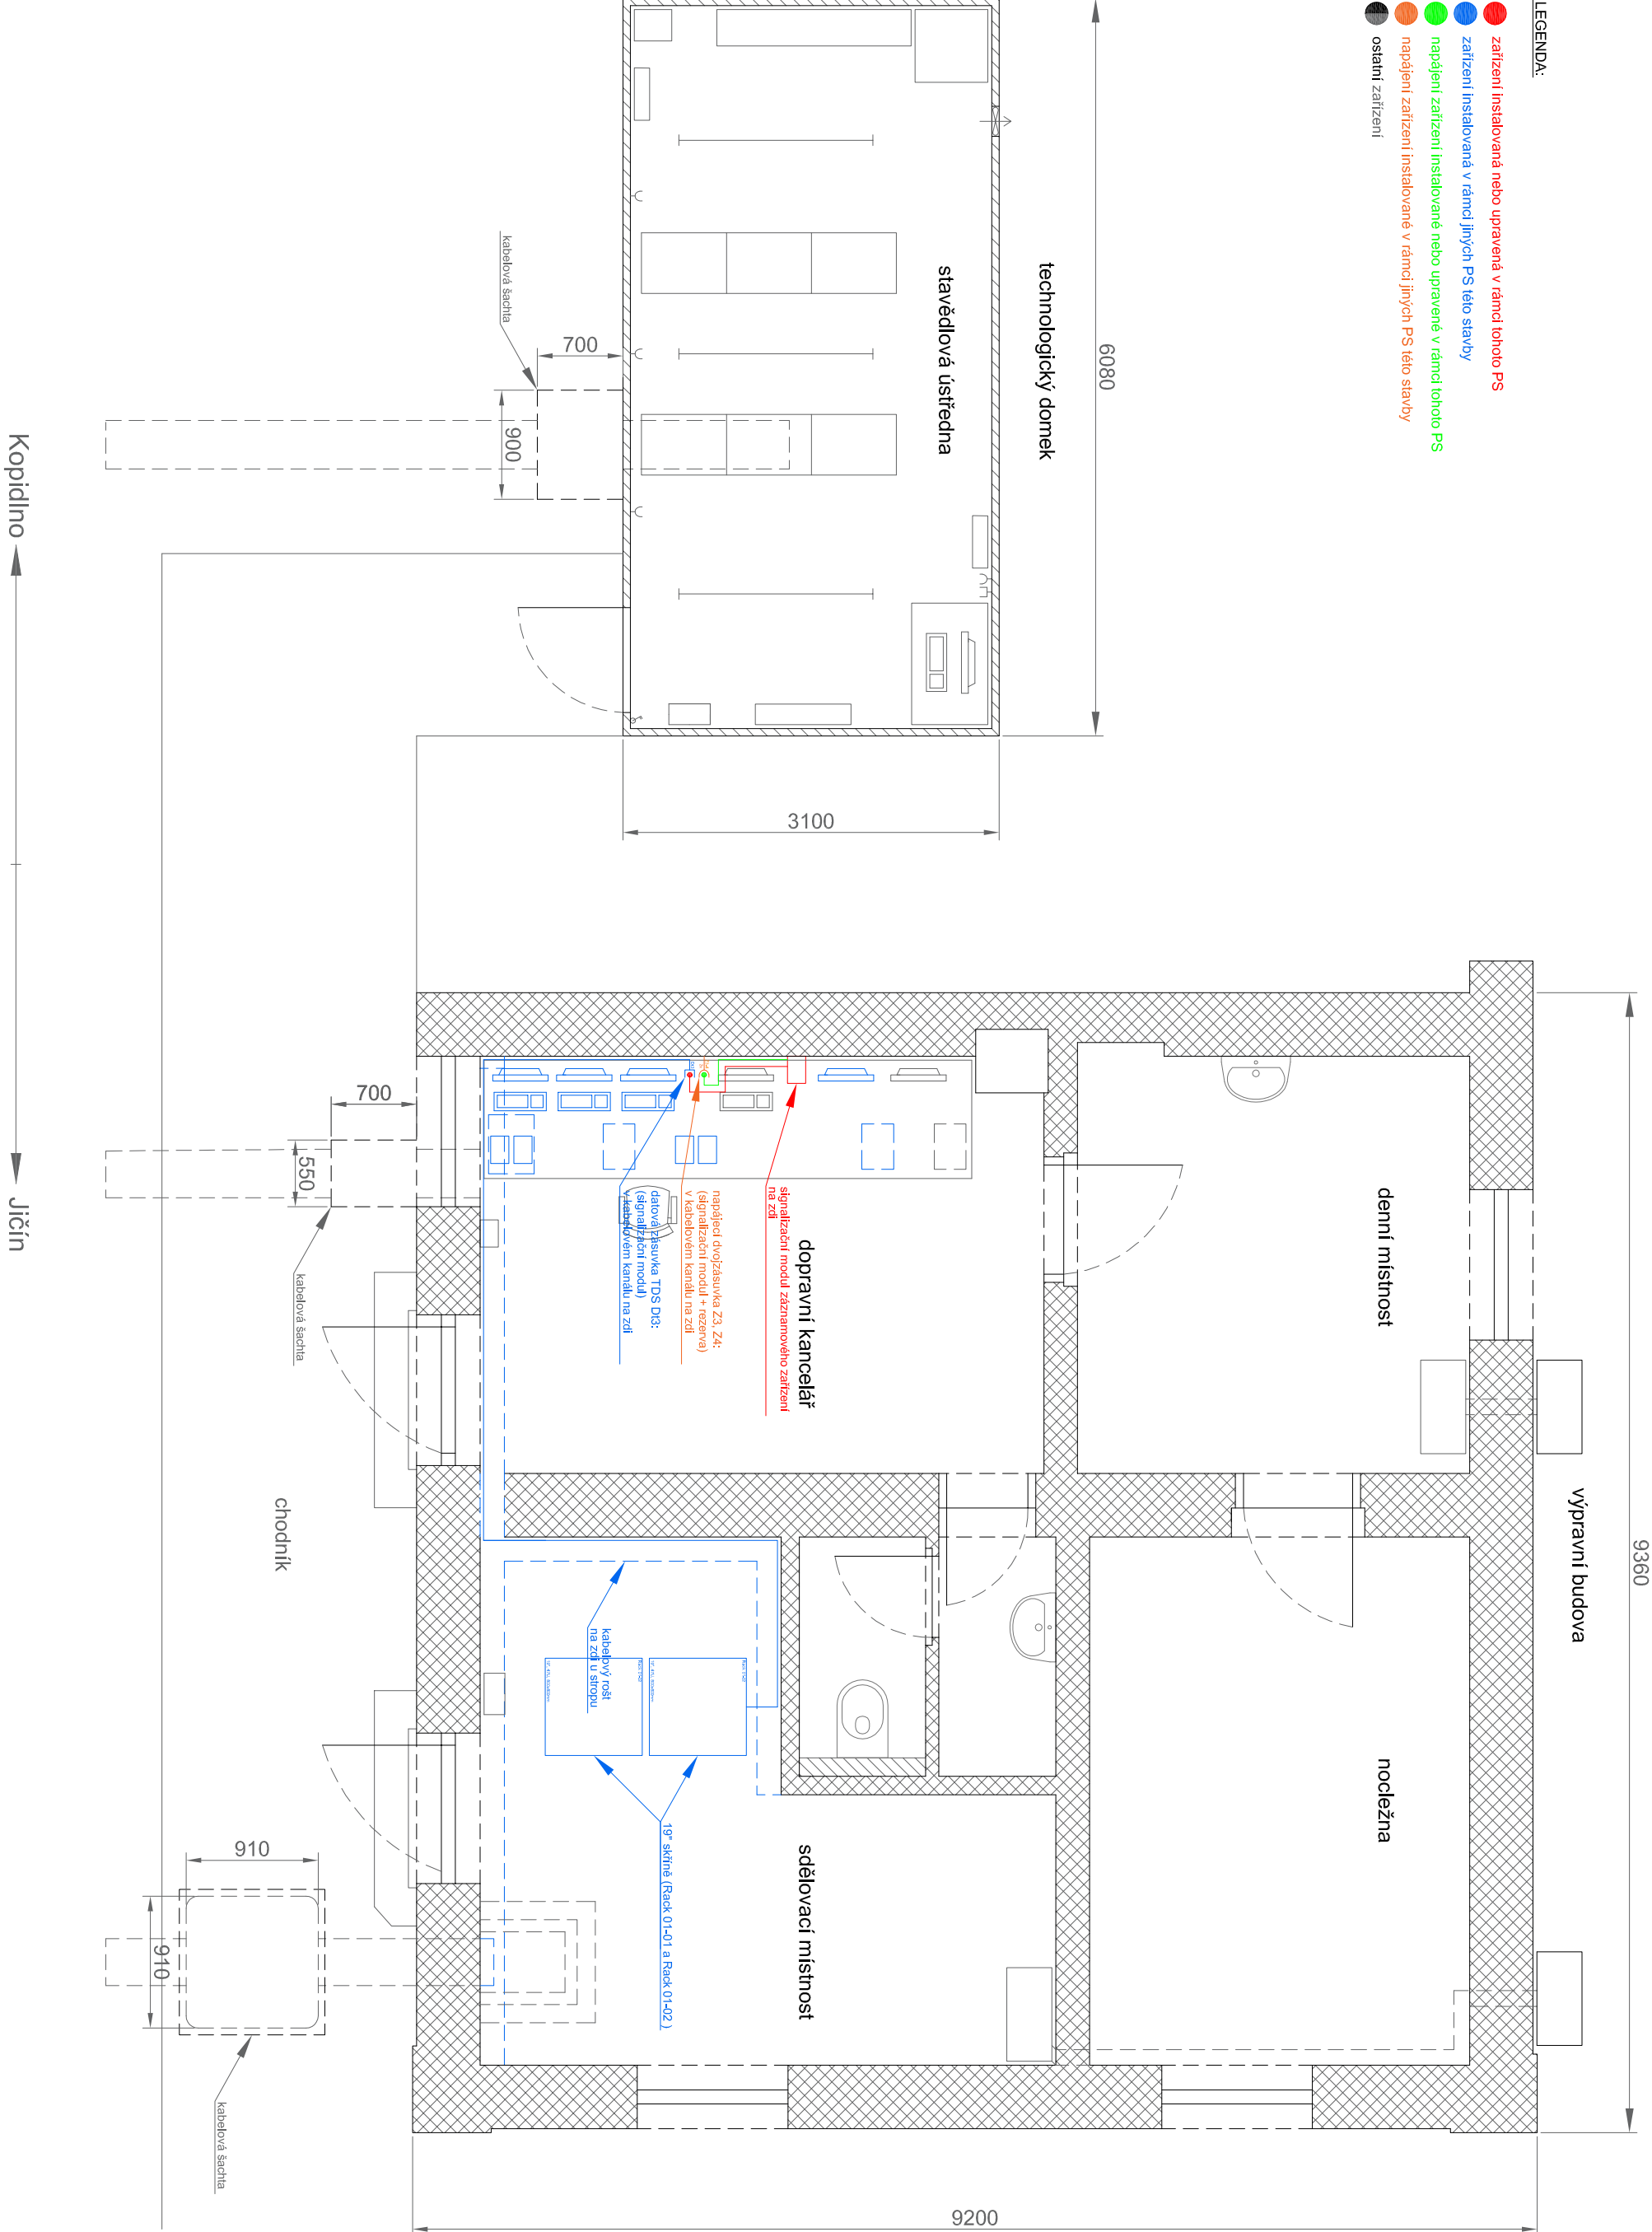 LEGENDA:
zařízení instalovaná nebo upravená v rámci tohoto PS
zařízení instalovaná v rámci jiných PS této stavby
napájení zařízení instalované nebo upravené v rámci tohoto PS
napájení zařízení instalované v rámci jiných PS této stavby
ostatní zařízení
výpravní budova
9360
technologický domek
6080
stavědlová ústředna
3100
kabelová šachta
700
900
denní místnost
nocležna
dopravní kancelář
signalizační modul záznamového zařízení
na zdi
napájecí dvojzásuvka Z3, Z4:
(signalizační modul + rezerva)
v kabelovém kanálu na zdi
datová zásuvka TDS Dt3:
(signalizační modul)
v kabelovém kanálu na zdi
sdělovací místnost
19" skříně (Rack 01-01 a Rack 01-02 )
kabelový rošt
na zdi u stropu
700
550
kabelová šachta
chodník
910
910
kabelová šachta
9200
Kopidlno
Jičín